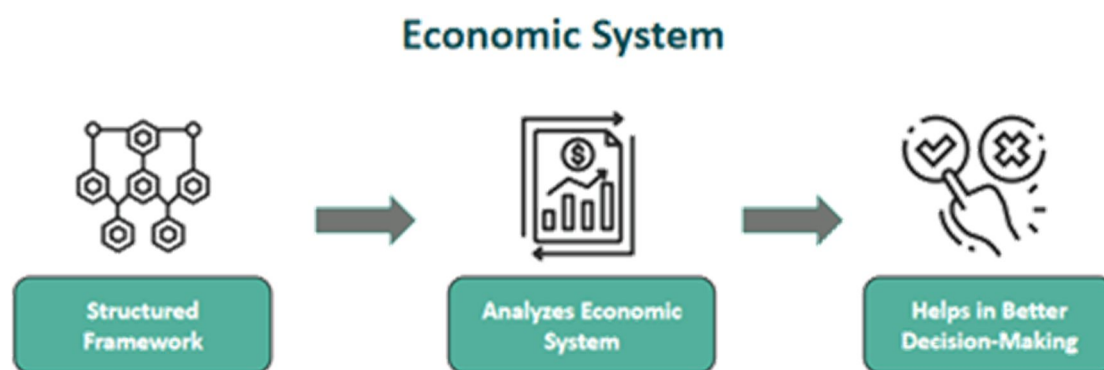 Economic System
Structured
Framework
Analyzes Economic
System
Helps in Better
Decision-Making
$